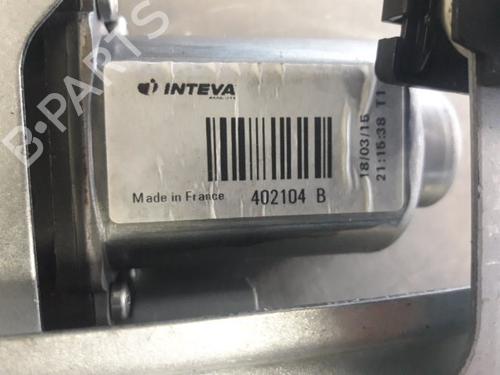 INTEVA
Made in France
402104 B
18/03/15
21:15:38 T1
B-PARTS